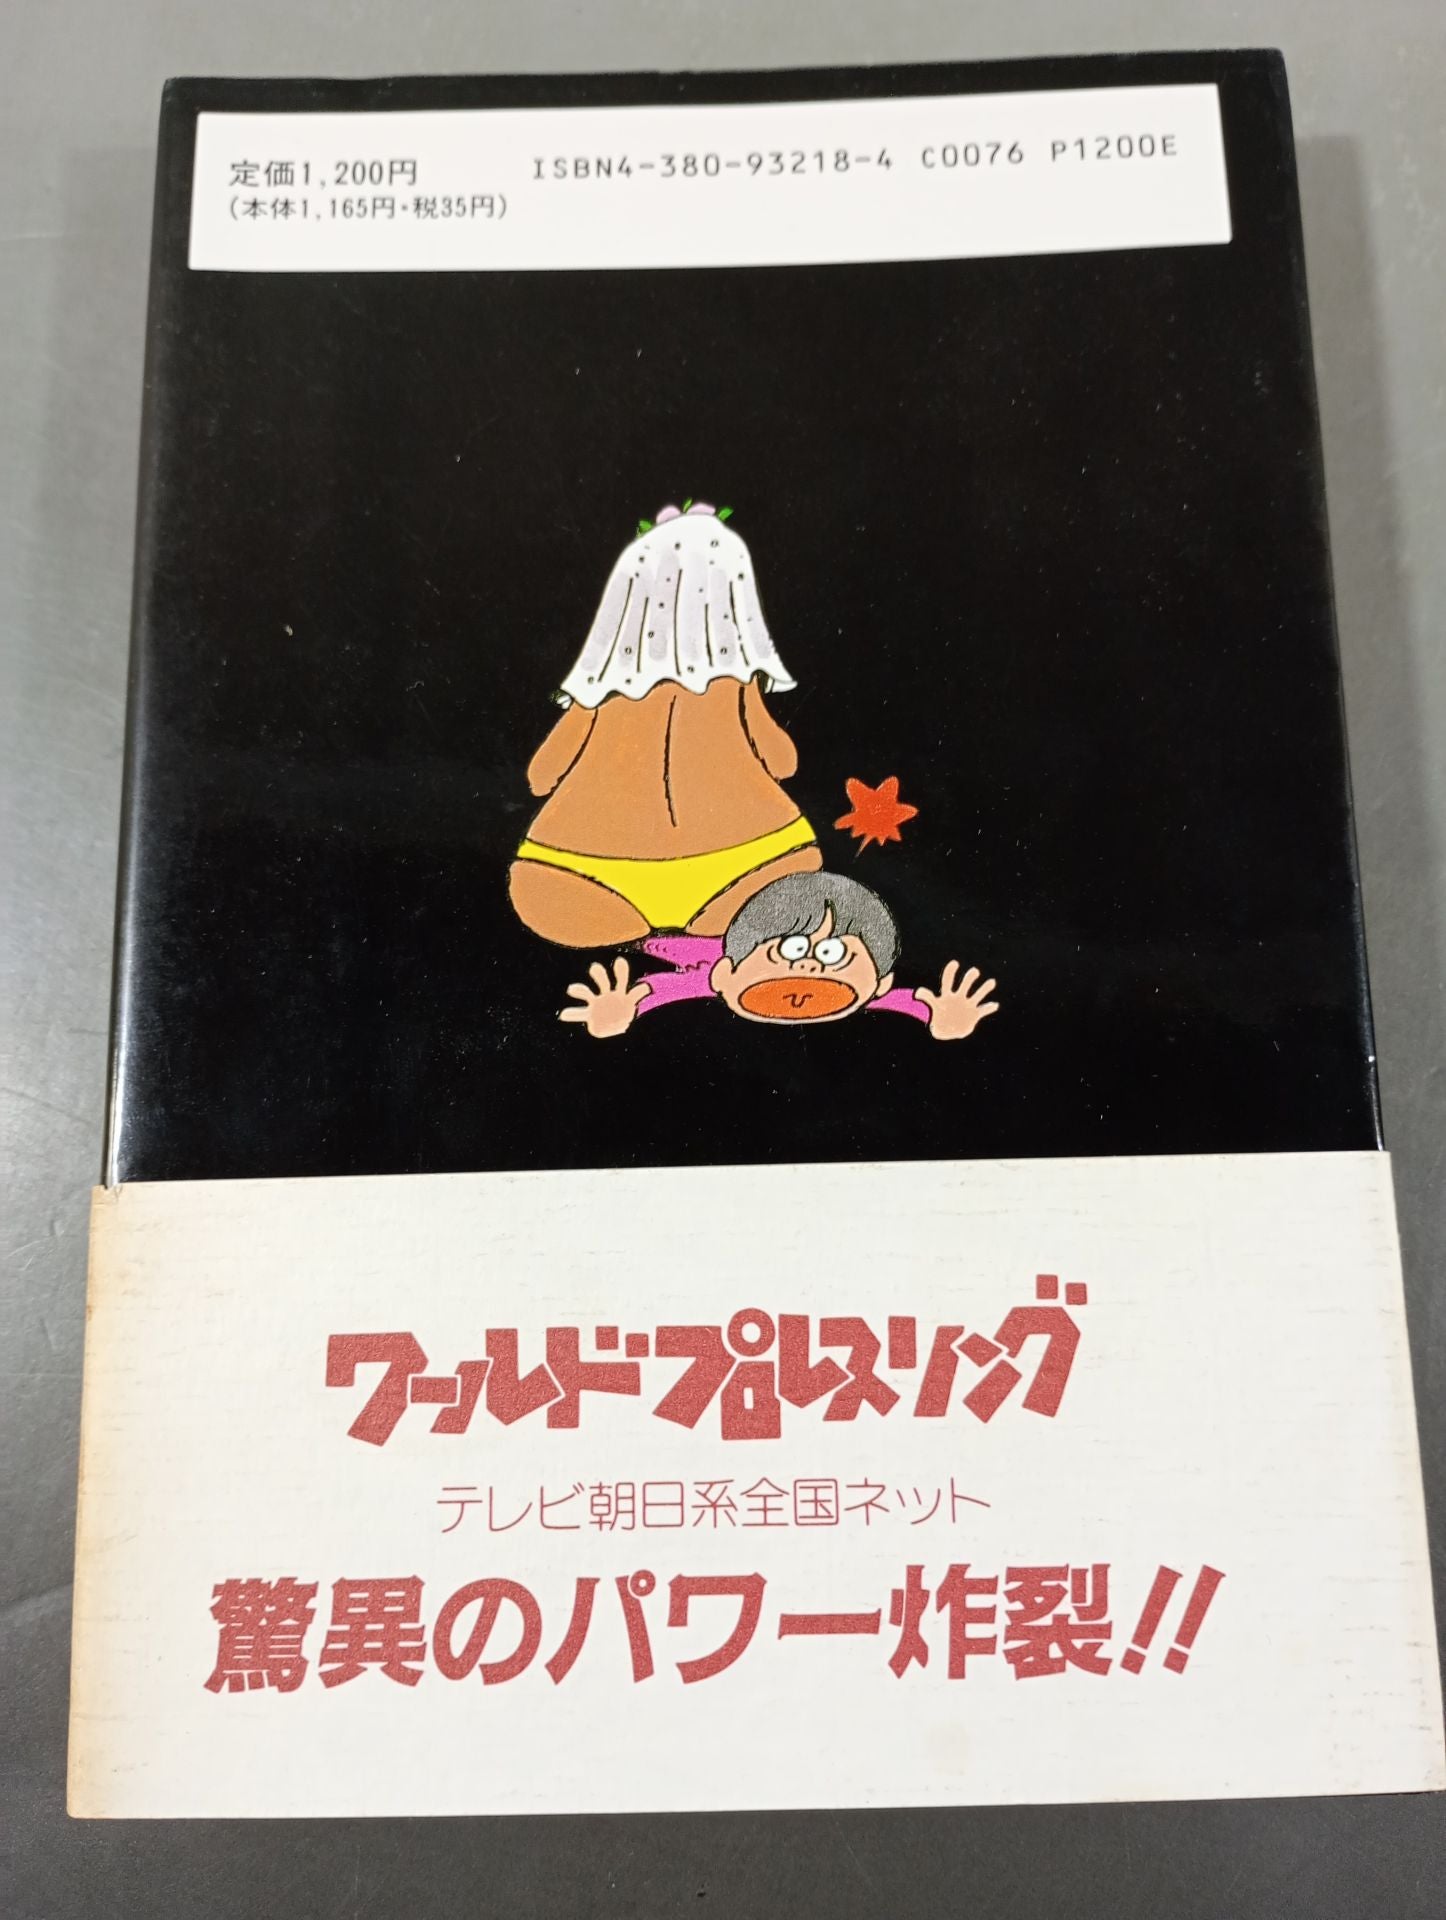 定価1,200円
(本体1,165円・税35円)
ISBN4-380-93218-4 C0076 P1200E
ワールドプロレスリング
テレビ朝日系全国ネット
驚異のパワー炸裂!!